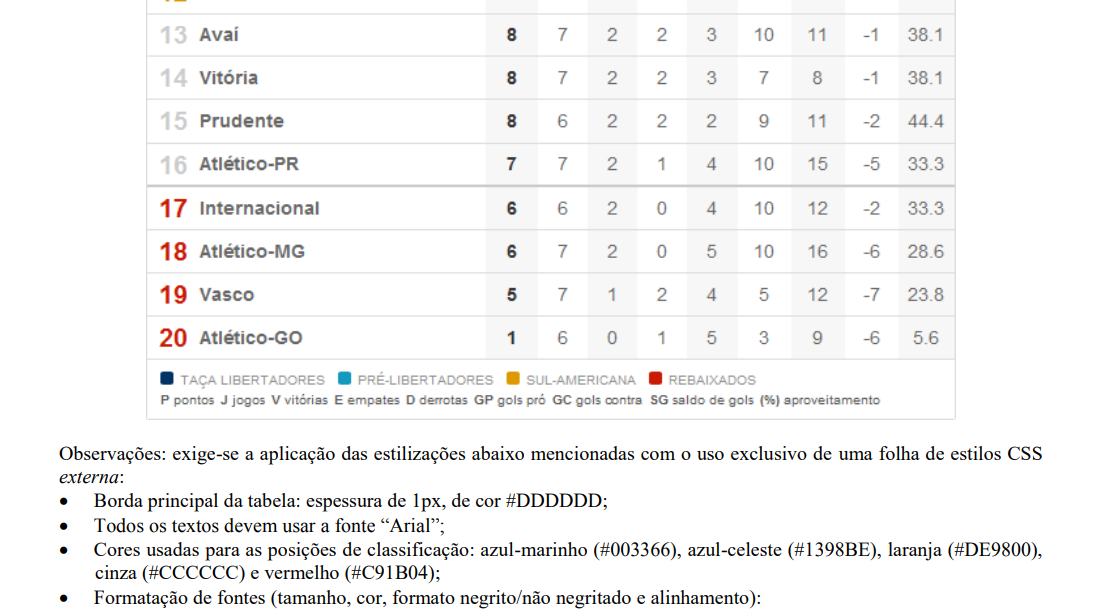 13 Avaí 8 7 2 2 3 10 11 -1 38.1
14 Vitória 8 7 2 2 3 7 8 -1 38.1
15 Prudente 8 6 2 2 2 9 11 -2 44.4
16 Atlético-PR 7 7 2 1 4 10 15 -5 33.3
17 Internacional 6 6 2 0 4 10 12 -2 33.3
18 Atlético-MG 6 7 2 0 5 10 16 -6 28.6
19 Vasco 5 7 1 2 4 5 12 -7 23.8
20 Atlético-GO 1 6 0 1 5 3 9 -6 5.6
TAÇA LIBERTADORES PRÉ-LIBERTADORES SUL-AMERICANA REBAIXADOS
P pontos J jogos V vitórias E empates D derrotas GP gols pró GC gols contra SG saldo de gols (%) aproveitamento
Observações: exige-se a aplicação das estilizações abaixo mencionadas com o uso exclusivo de uma folha de estilos CSS
externa:
• Borda principal da tabela: espessura de 1px, de cor #DDDDDD;
• Todos os textos devem usar a fonte “Arial”;
• Cores usadas para as posições de classificação: azul-marinho (#003366), azul-celeste (#1398BE), laranja (#DE9800),
cinza (#CCCCCC) e vermelho (#C91B04);
• Formatação de fontes (tamanho, cor, formato negrito/não negritado e alinhamento):